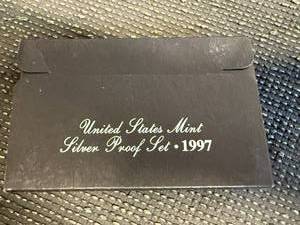 United States Mint
Silver Proof Set • 1997